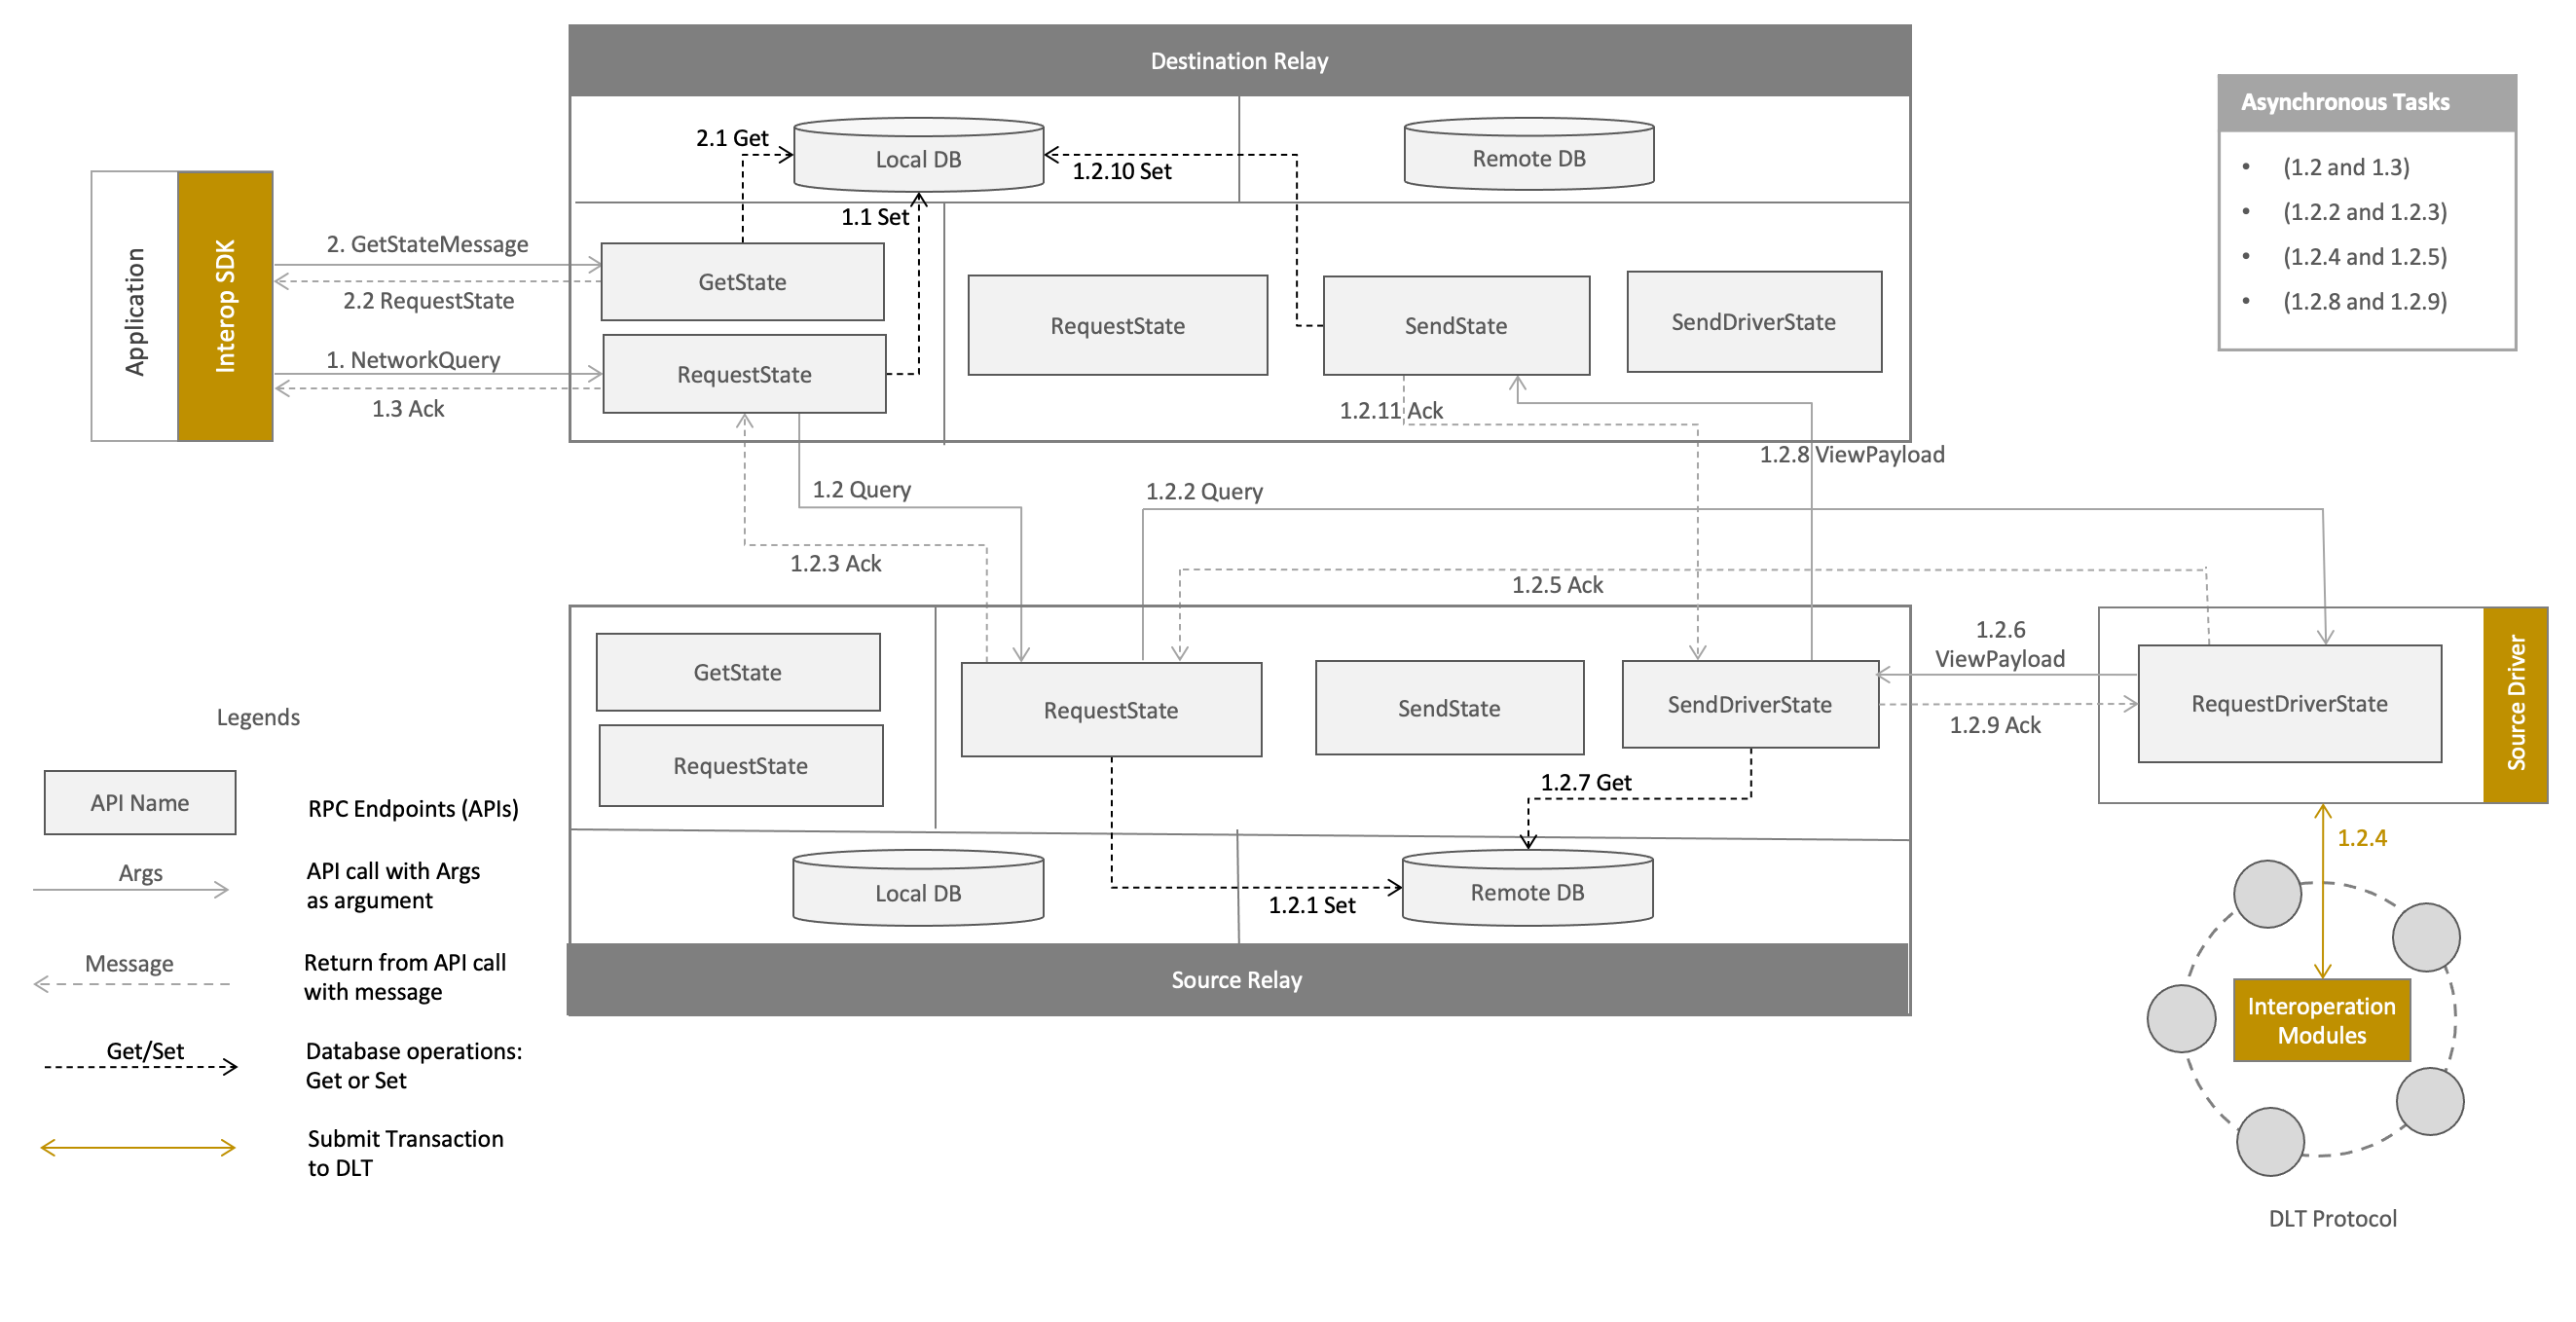 Destination Relay
Asynchronous Tasks
• (1.2 and 1.3)
• (1.2.2 and 1.2.3)
• (1.2.4 and 1.2.5)
• (1.2.8 and 1.2.9)
2.1 Get
Local DB
1.2.10 Set
Remote DB
1.1 Set
Application
Interop SDK
2. GetStateMessage
2.2 RequestState
1. NetworkQuery
1.3 Ack
GetState
RequestState
RequestState
SendState
SendDriverState
1.2.11 Ack
1.2.8 ViewPayload
1.2 Query
1.2.2 Query
1.2.3 Ack
1.2.5 Ack
GetState
RequestState
RequestState
SendState
SendDriverState
1.2.6
ViewPayload
1.2.9 Ack
RequestDriverState
Source Driver
1.2.7 Get
1.2.1 Set
Local DB
Remote DB
Source Relay
1.2.4
Interoperation
Modules
DLT Protocol
Legends
API Name
RPC Endpoints (APIs)
Args
API call with Args
as argument
Message
Return from API call
with message
Get/Set
Database operations:
Get or Set
Submit Transaction
to DLT